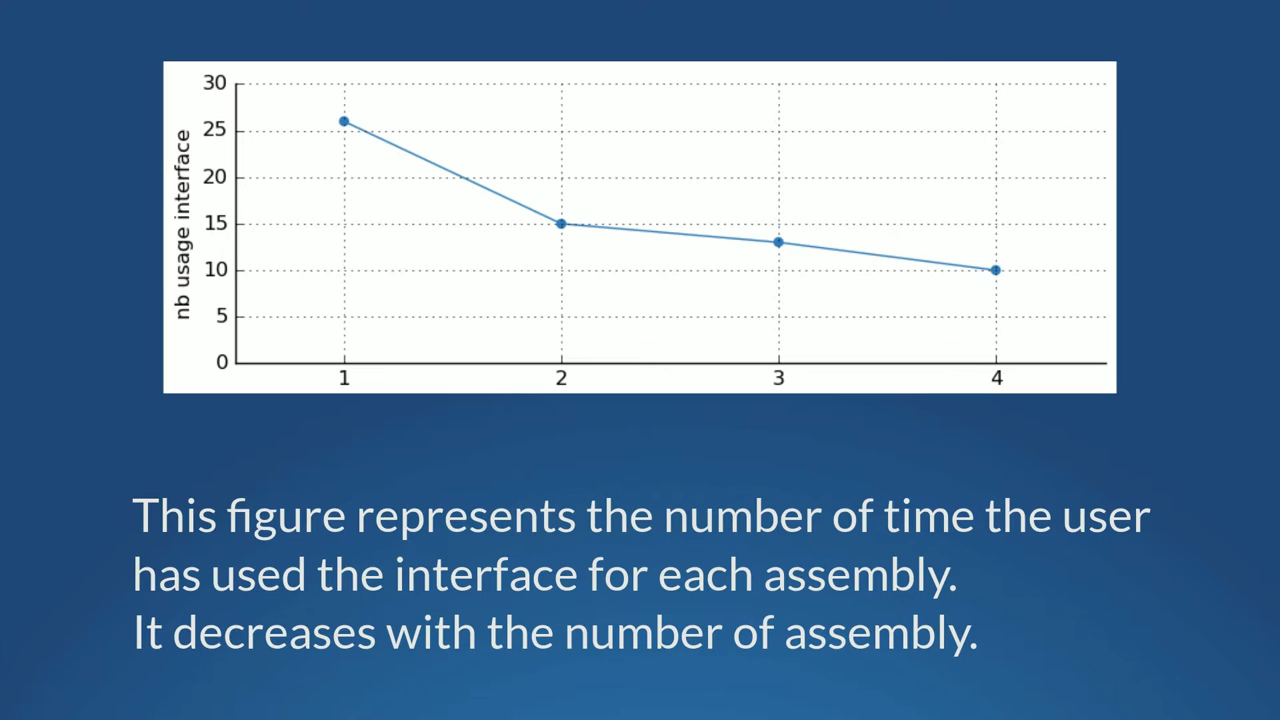 30
25
20
15
10
5
0
nb usage interface
1 2 3 4
This figure represents the number of time the user
has used the interface for each assembly.
It decreases with the number of assembly.